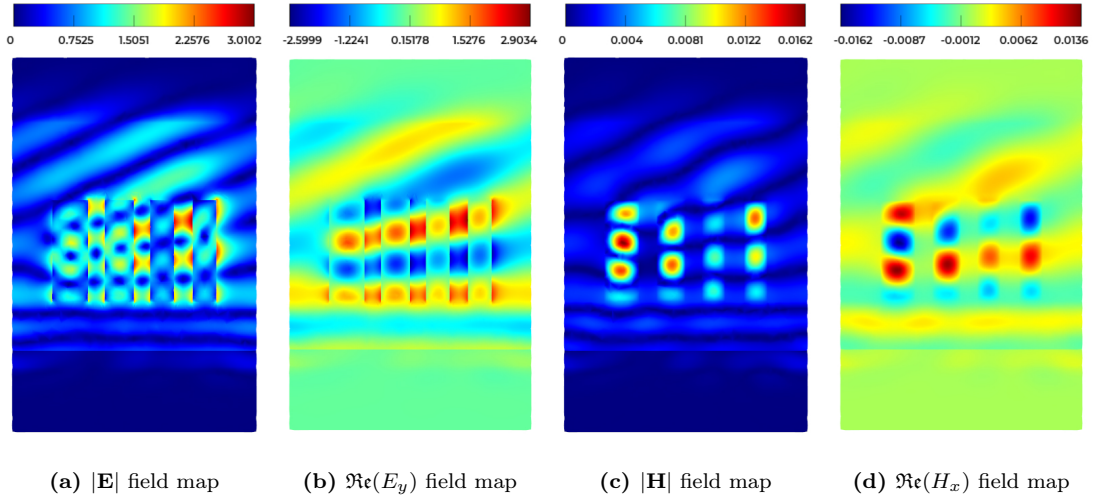 0 0.7525 1.5051 2.2576 3.0102
-2.5999 -1.2241 0.15178 1.5276 2.9034
0 0.004 0.0081 0.0122 0.0162
-0.0162 -0.0087 -0.0012 0.0062 0.0136
(a) |E| field map
(b) ℜe(E_y) field map
(c) |H| field map
(d) ℜe(H_x) field map